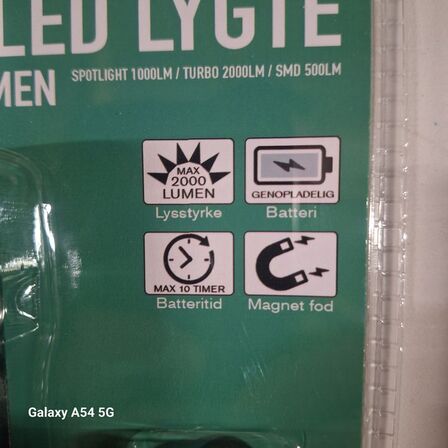 LED LYGTE
MEN
SPOTLIGHT 1000LM / TURBO 2000LM / SMD 500LM
MAX
2000
LUMEN
Lysstyrke
GENOPLADELIG
Batteri
MAX 10 TIMER
Batteritid
Magnet fod
Galaxy A54 5G